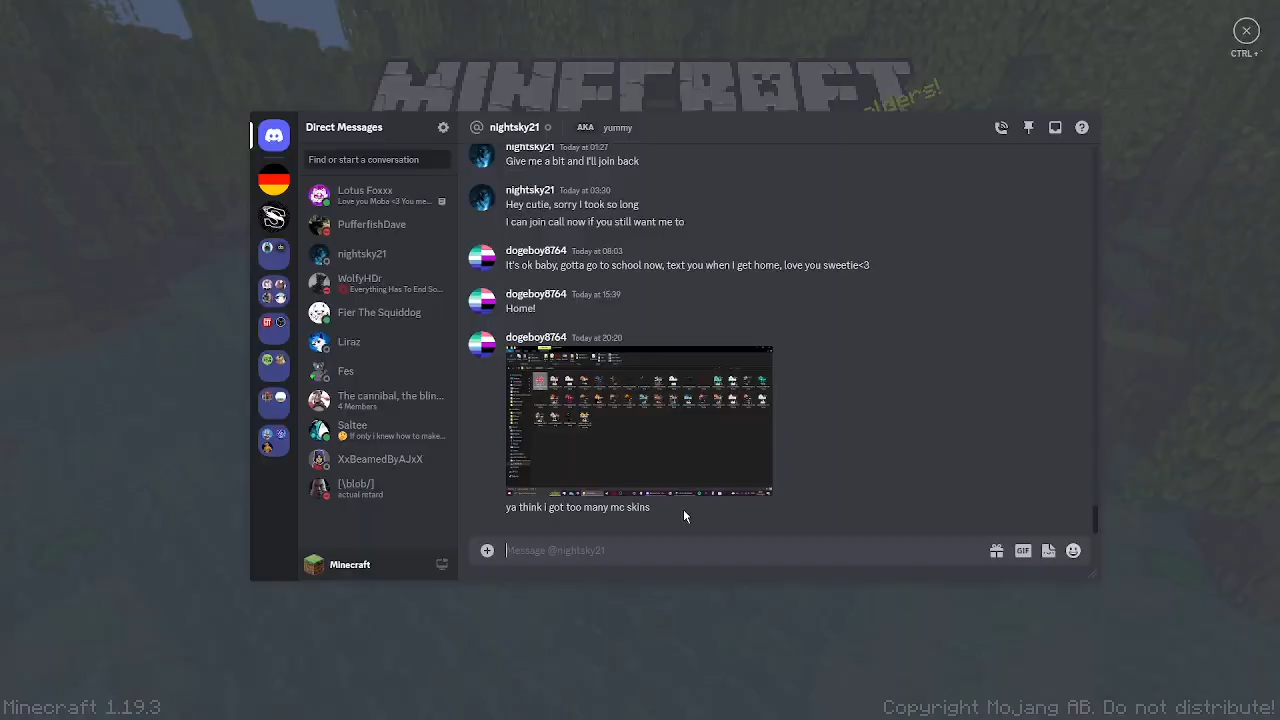 MINECRAFT
CTRL +
Direct Messages
Find or start a conversation
Lotus Foxxx
Love you Moba <3 You me...
PufferfishDave
nightsky21
WolfyHDr
Everything Has To End So...
Fier The Squiddog
Liraz
Fes
The cannibal, the blin...
4 Members
Saltee
🤔 If only i knew how to make...
XxBeamedByAJxX
[\blob/]
actual retard
Minecraft
@ nightsky21 AKA yummy
nightsky21 Today at 01:27
Give me a bit and I'll join back
nightsky21 Today at 03:30
Hey cutie, sorry I took so long
I can join call now if you still want me to
dogeboy8764 Today at 08:03
It's ok baby, gotta go to school now, text you when I get home, love you sweetie<3
dogeboy8764 Today at 15:39
Home!
dogeboy8764 Today at 20:20
ya think i got too many mc skins
Message @nightsky21
GIF
Minecraft 1.19.3
Copyright Mojang AB. Do not distribute!